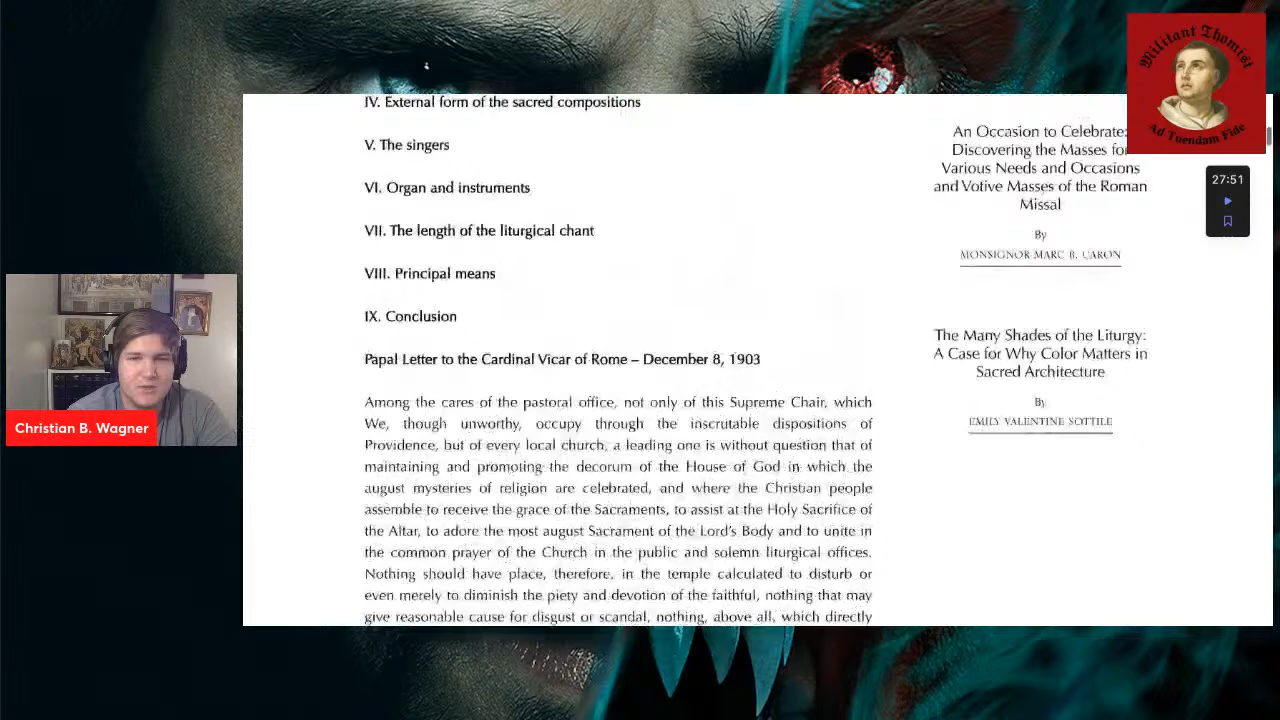 IV. External form of the sacred compositions
V. The singers
VI. Organ and instruments
VII. The length of the liturgical chant
VIII. Principal means
IX. Conclusion
Papal Letter to the Cardinal Vicar of Rome – December 8, 1903
Among the cares of the pastoral office, not only of this Supreme Chair, which
We, though unworthy, occupy through the inscrutable dispositions of
Providence, but of every local church, a leading one is without question that of
maintaining and promoting the decorum of the House of God in which the
august mysteries of religion are celebrated, and where the Christian people
assemble to receive the grace of the Sacraments, to assist at the Holy Sacrifice of
the Altar, to adore the most august Sacrament of the Lord's Body and to unite in
the common prayer of the Church in the public and solemn liturgical offices.
Nothing should have place, therefore, in the temple calculated to disturb or
even merely to diminish the piety and devotion of the faithful, nothing that may
give reasonable cause for disgust or scandal, nothing, above all, which directly
An Occasion to Celebrate:
Discovering the Masses for
Various Needs and Occasions
and Votive Masses of the Roman
Missal
By
MONSIGNOR MARC B. CARON
The Many Shades of the Liturgy:
A Case for Why Color Matters in
Sacred Architecture
By
EMILY VALENTINE SOTTILE
Militant Thomist
Ad Tuendam Fide
27:51
Christian B. Wagner